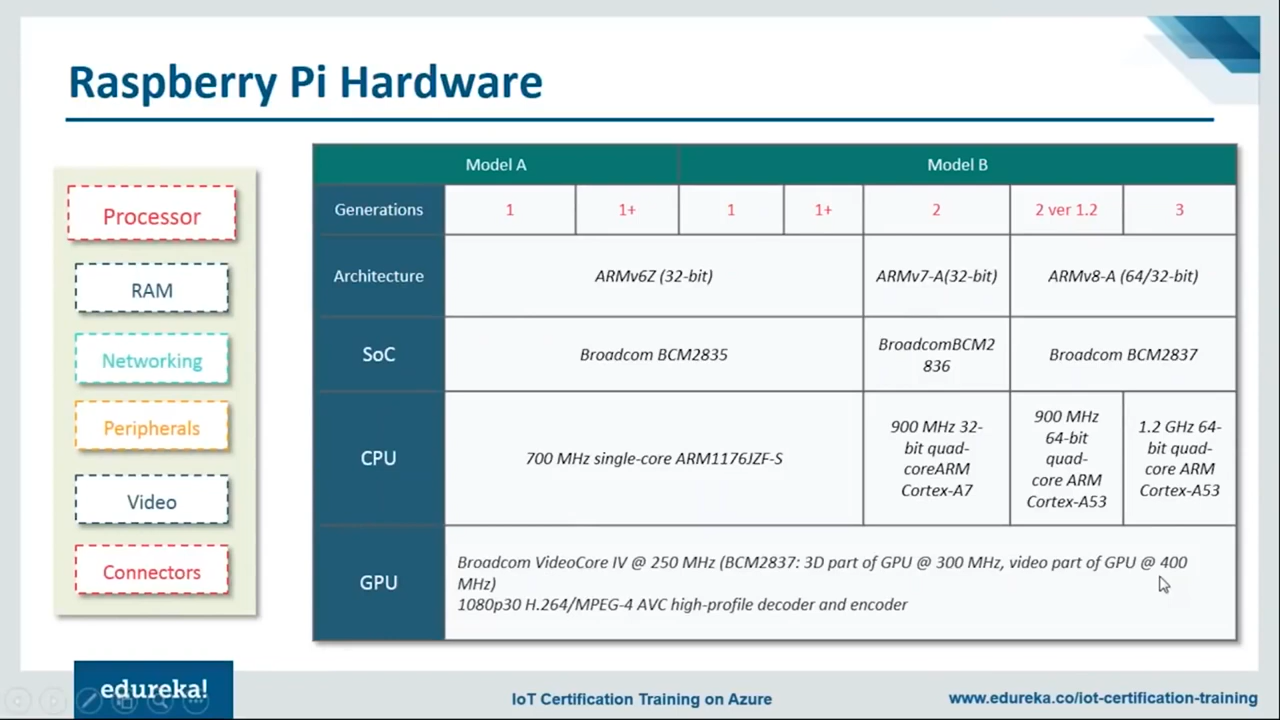 Raspberry Pi Hardware
Processor
RAM
Networking
Peripherals
Video
Connectors
Model A
Model B
Generations
1
1+
1
1+
2
2 ver 1.2
3
Architecture
ARMv6Z (32-bit)
ARMv7-A(32-bit)
ARMv8-A (64/32-bit)
SoC
Broadcom BCM2835
BroadcomBCM2
836
Broadcom BCM2837
CPU
700 MHz single-core ARM1176JZF-S
900 MHz 32-
bit quad-
coreARM
Cortex-A7
900 MHz
64-bit
quad-
core ARM
Cortex-A53
1.2 GHz 64-
bit quad-
core ARM
Cortex-A53
GPU
Broadcom VideoCore IV @ 250 MHz (BCM2837: 3D part of GPU @ 300 MHz, video part of GPU @ 400
MHz)
1080p30 H.264/MPEG-4 AVC high-profile decoder and encoder
edureka!
IoT Certification Training on Azure
www.edureka.co/iot-certification-training